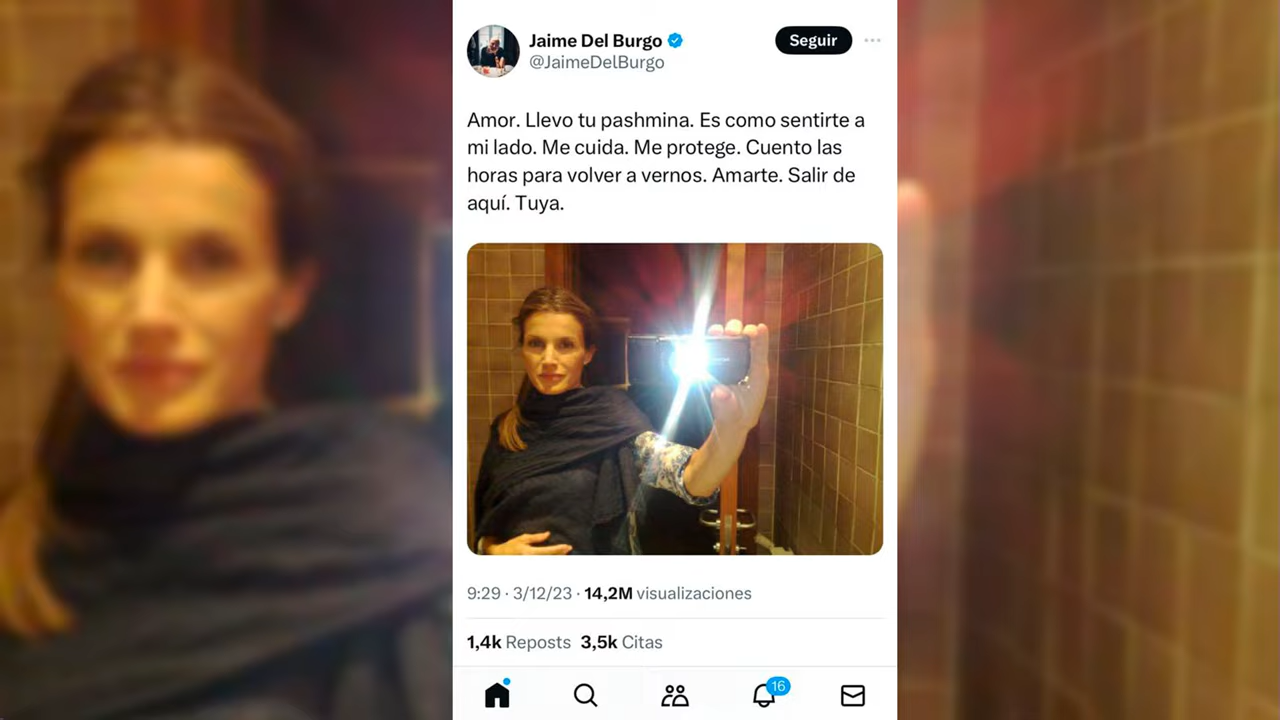 Jaime Del Burgo
Seguir
@JaimeDelBurgo
Amor. Llevo tu pashmina. Es como sentirte a
mi lado. Me cuida. Me protege. Cuento las
horas para volver a vernos. Amarte. Salir de
aquí. Tuya.
9:29 · 3/12/23 · 14,2M visualizaciones
1,4k Reposts 3,5k Citas
16